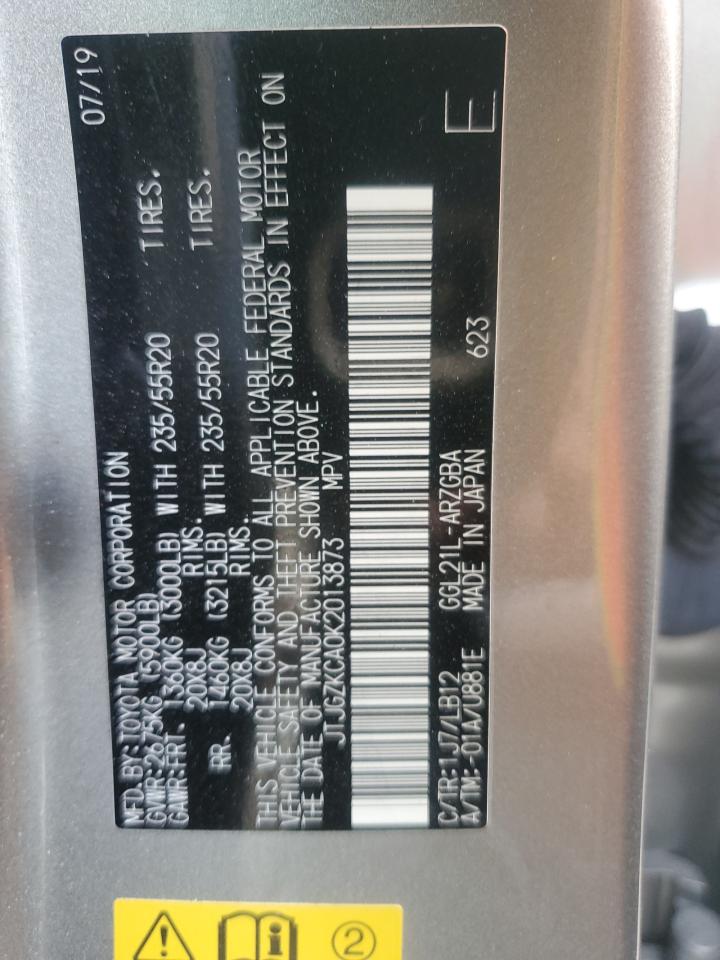 MFD BY:TOYOTA MOTOR CORPORATION 07/19
GVWR:2675KG (5900LB)
GAWR:FRT. 1360KG (3000LB) WITH 235/55R20 TIRES.
20X8J RIMS.
RR. 1460KG (3215LB) WITH 235/55R20 TIRES.
20X8J RIMS.
THIS VEHICLE CONFORMS TO ALL APPLICABLE FEDERAL MOTOR
VEHICLE SAFETY AND THEFT PREVENTION STANDARDS IN EFFECT ON
THE DATE OF MANUFACTURE SHOWN ABOVE.
JTJGZKCA0K2013873 MPV
C/TR:1J7/LB12 GGL21L-ARZGBA
A/TM:-01A/U881E MADE IN JAPAN 623
E
2